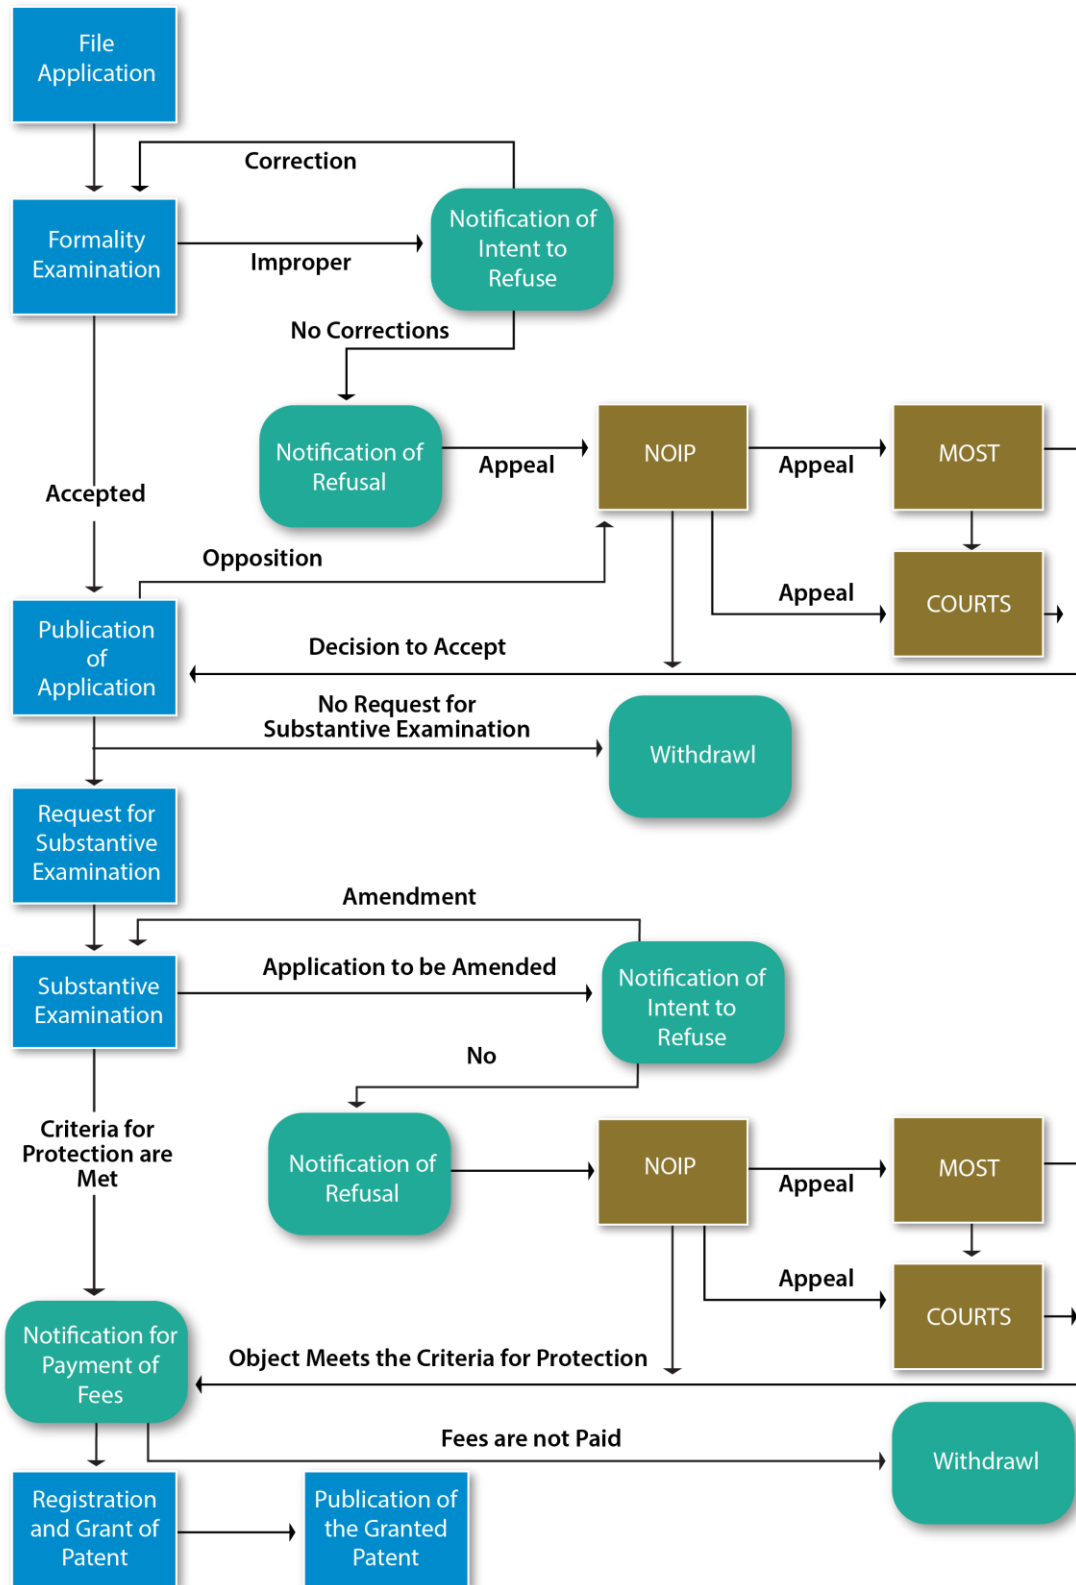 File
Application
Correction
Formality
Examination
Improper
Notification of
Intent to
Refuse
No Corrections
Notification of
Refusal
Appeal
NOIP
Appeal
MOST
Accepted
Opposition
Appeal
COURTS
Publication
of
Application
Decision to Accept
No Request for
Substantive Examination
Withdrawl
Request for
Substantive
Examination
Amendment
Substantive
Examination
Application to be Amended
Notification of
Intent to
Refuse
No
Criteria for
Protection are
Met
Notification of
Refusal
NOIP
Appeal
MOST
Appeal
COURTS
Notification for
Payment of
Fees
Object Meets the Criteria for Protection
Fees are not Paid
Withdrawl
Registration
and Grant of
Patent
Publication of
the Granted
Patent